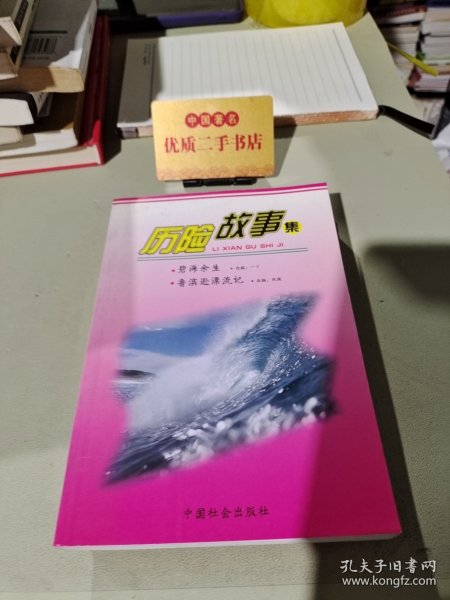 中国著名
优质二手书店
历险故事集
LI XIAN GU SHI JI
·碧海余生
·鲁滨逊漂流记
中国社会出版社
孔夫子旧书网
www.kongfz.com